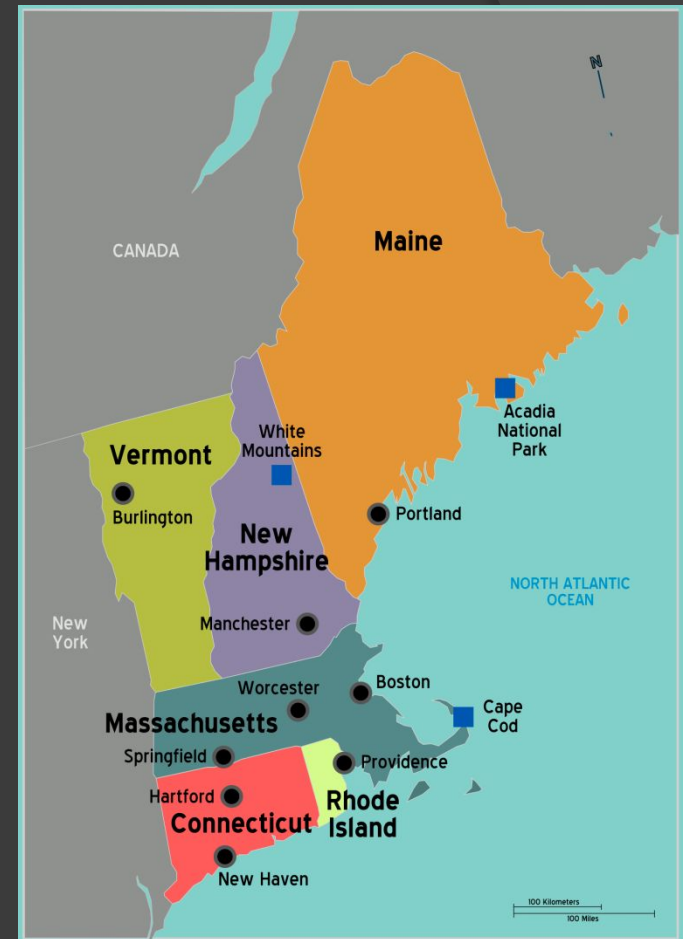 N
CANADA
Maine
Acadia
National
Park
White
Mountains
Vermont
Burlington
Portland
New
Hampshire
NORTH ATLANTIC
OCEAN
New
York
Manchester
Boston
Worcester
Cape
Cod
Massachusetts
Springfield
Providence
Hartford
Rhode
Island
Connecticut
New Haven
100 Kilometers
100 Miles